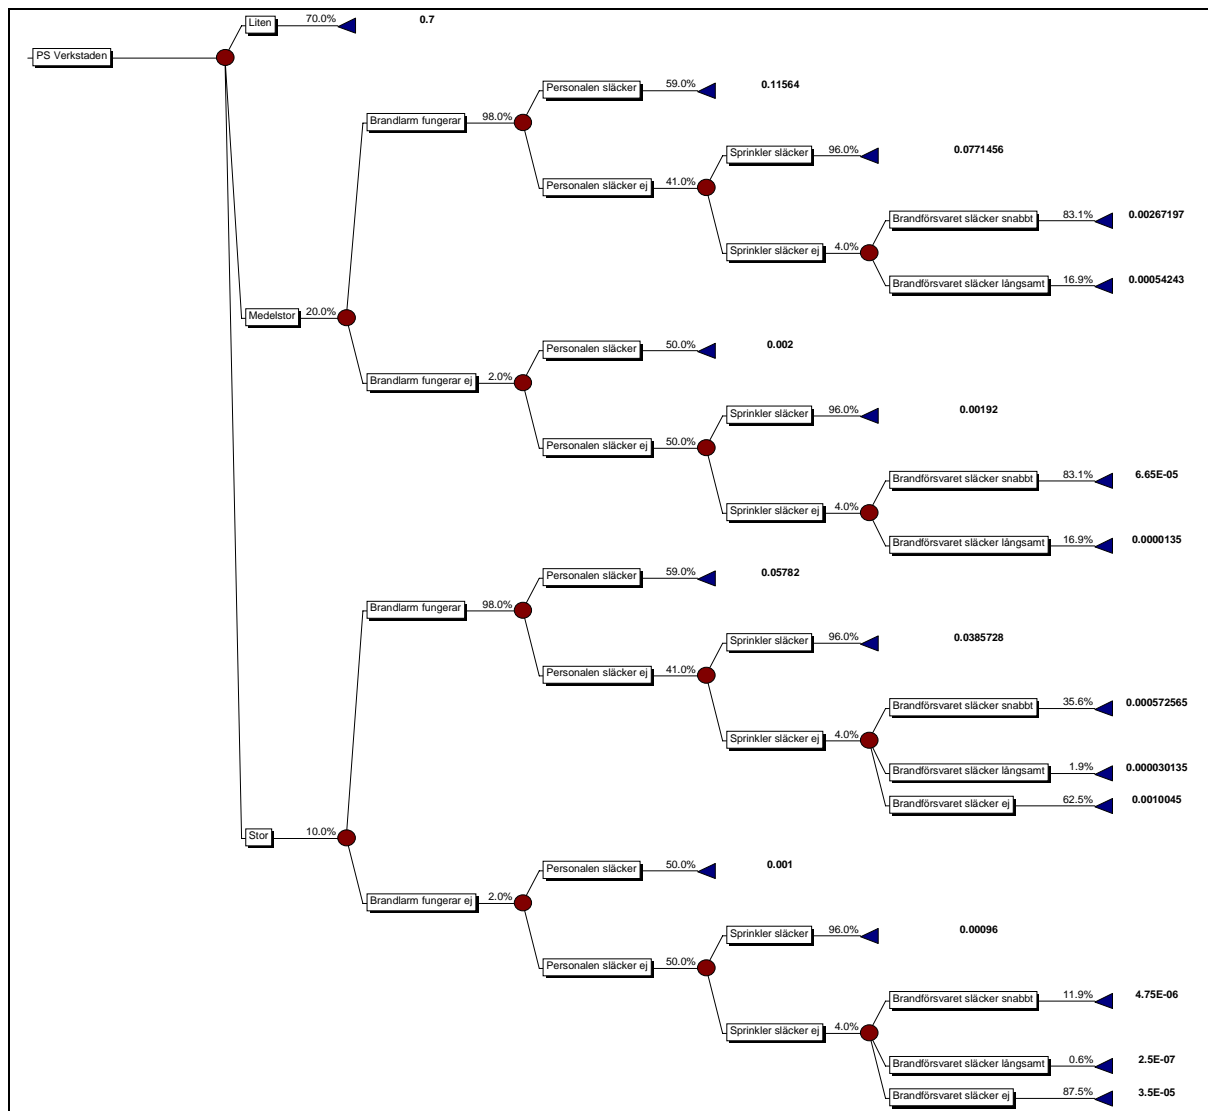 Liten 70.0% 0.7
PS Verkstaden
Personalen släcker 59.0% 0.11564
Brandlarm fungerar 98.0%
Sprinkler släcker 96.0% 0.0771456
Personalen släcker ej 41.0%
Brandförsvaret släcker snabbt 83.1% 0.00267197
Sprinkler släcker ej 4.0%
Brandförsvaret släcker långsamt 16.9% 0.00054243
Medelstor 20.0%
Personalen släcker 50.0% 0.002
Brandlarm fungerar ej 2.0%
Sprinkler släcker 96.0% 0.00192
Personalen släcker ej 50.0%
Brandförsvaret släcker snabbt 83.1% 6.65E-05
Sprinkler släcker ej 4.0%
Brandförsvaret släcker långsamt 16.9% 0.0000135
Personalen släcker 59.0% 0.05782
Brandlarm fungerar 98.0%
Sprinkler släcker 96.0% 0.0385728
Personalen släcker ej 41.0%
Brandförsvaret släcker snabbt 35.6% 0.000572565
Sprinkler släcker ej 4.0%
Brandförsvaret släcker långsamt 1.9% 0.000030135
Brandförsvaret släcker ej 62.5% 0.0010045
Stor 10.0%
Personalen släcker 50.0% 0.001
Brandlarm fungerar ej 2.0%
Sprinkler släcker 96.0% 0.00096
Personalen släcker ej 50.0%
Brandförsvaret släcker snabbt 11.9% 4.75E-06
Sprinkler släcker ej 4.0%
Brandförsvaret släcker långsamt 0.6% 2.5E-07
Brandförsvaret släcker ej 87.5% 3.5E-05